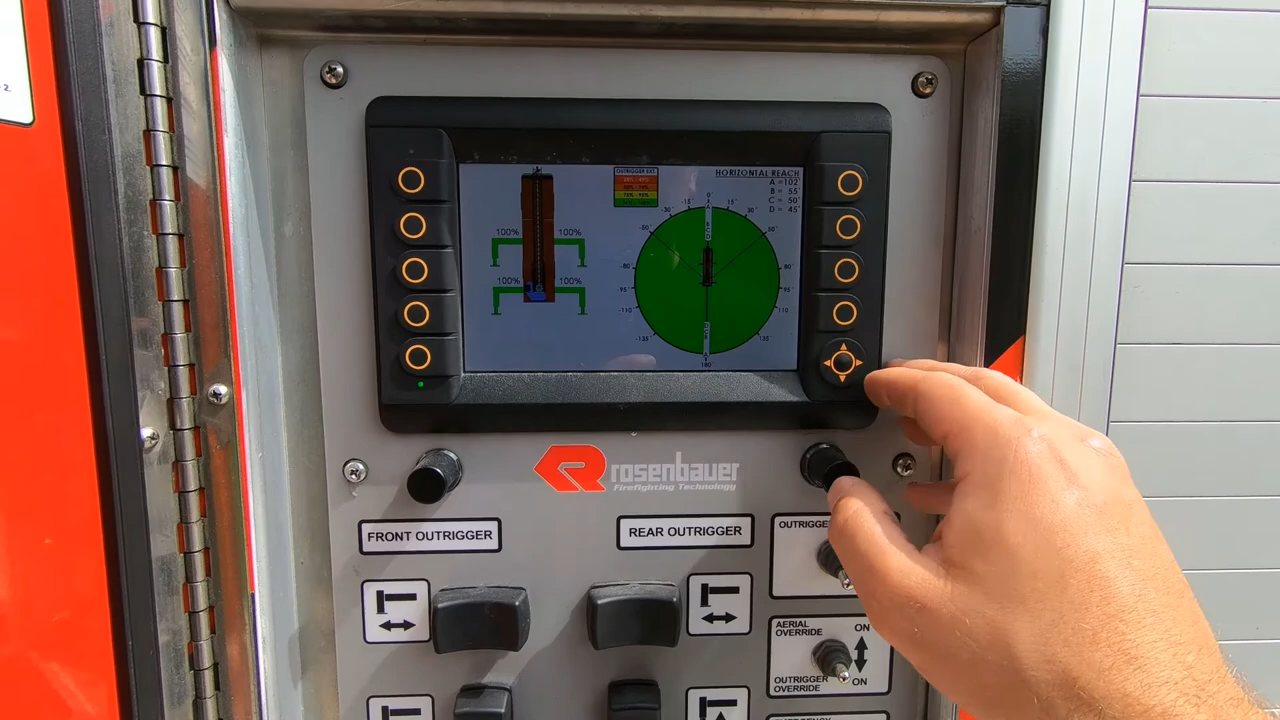 2
OUTRIGGER EXT.
HORIZONTAL REACH
A =102'
B = 55'
C = 50'
D = 45'
0°
-15°
15°
-30°
30°
-50°
50°
-80°
80°
-95°
95°
-110°
110°
-135°
135°
180
100%
100%
100%
100%
rosenbauer
Firefighting Technology
FRONT OUTRIGGER
REAR OUTRIGGER
OUTRIGGER
AERIAL
OVERRIDE
ON
OUTRIGGER
OVERRIDE
ON